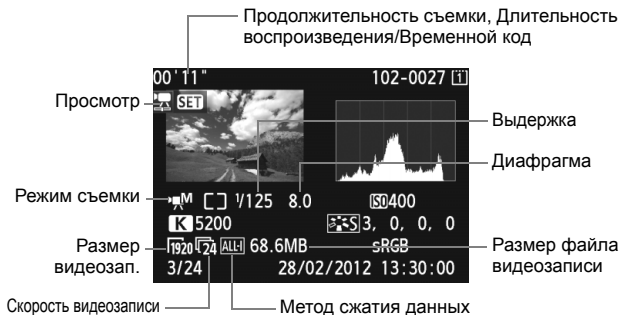 Продолжительность съемки, Длительность
воспроизведения/Временной код
00'11" 102-0027
Просмотр
SET
Выдержка
Диафрагма
Режим съемки
M 1/125 8.0 ISO400
K 5200 S 3, 0, 0, 0
Размер
видеозап.
1920 24 ALL-I 68.6MB sRGB
Размер файла
видеозаписи
3/24 28/02/2012 13:30:00
Скорость видеозаписи
Метод сжатия данных